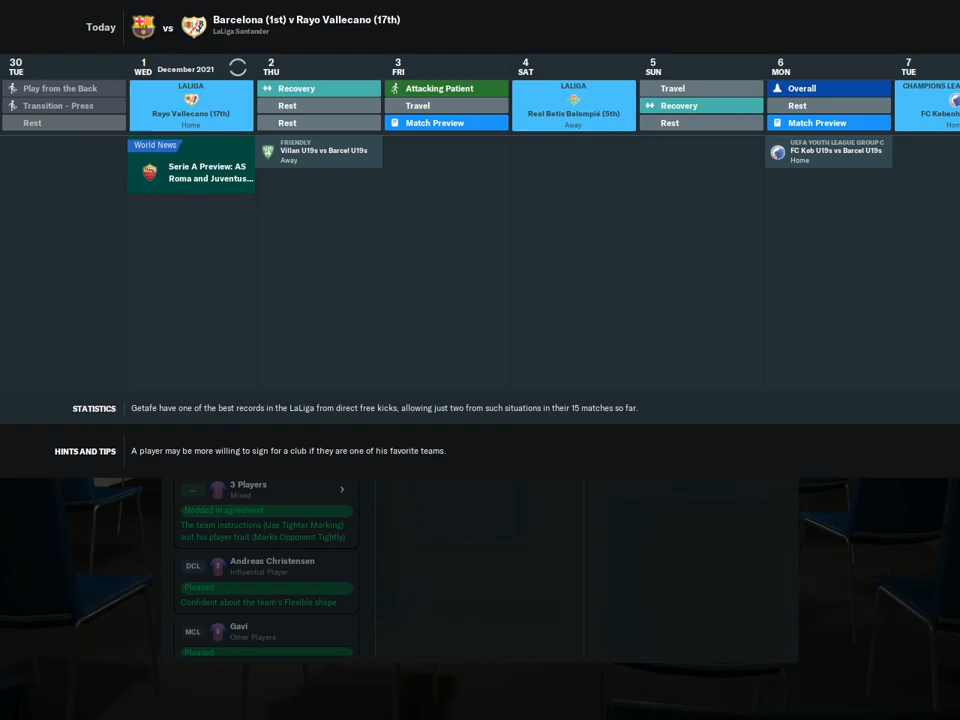 Today
vs
Barcelona (1st) v Rayo Vallecano (17th)
LaLiga Santander
30
TUE
1
WED
December 2021
2
THU
3
FRI
4
SAT
5
SUN
6
MON
7
TUE
Play from the Back
Transition - Press
Rest
LALIGA
Rayo Vallecano (17th)
Home
Recovery
Rest
Rest
Attacking Patient
Travel
Match Preview
LALIGA
Real Betis Balompié (5th)
Away
Travel
Recovery
Rest
Overall
Rest
Match Preview
CHAMPIONS LEA
FC Københ
Hom
World News
Serie A Preview: AS
Roma and Juventus...
FRIENDLY
Villan U19s vs Barcel U19s
Away
UEFA YOUTH LEAGUE GROUP C
FC Køb U19s vs Barcel U19s
Home
STATISTICS
Getafe have one of the best records in the LaLiga from direct free kicks, allowing just two from such situations in their 15 matches so far.
HINTS AND TIPS
A player may be more willing to sign for a club if they are one of his favorite teams.
3 Players
Mixed
Nodded in agreement
The team instructions (Use Tighter Marking)
suit his player trait (Marks Opponent Tightly)
DCL
Andreas Christensen
Influential Player
Pleased
Confident about the team's Flexible shape
MCL
Gavi
Other Players
Pleased